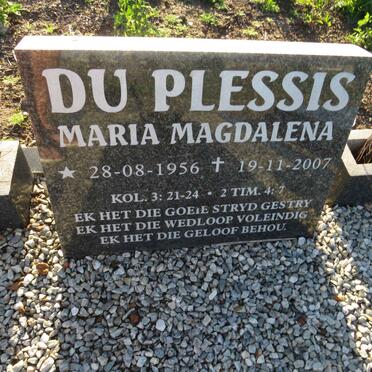 DU PLESSIS
MARIA MAGDALENA
★ 28-08-1956 ✝ 19-11-2007
KOL. 3: 21-24 • 2 TIM. 4: 7
EK HET DIE GOEIE STRYD GESTRY
EK HET DIE WEDLOOP VOLEINDIG
EK HET DIE GELOOF BEHOU.